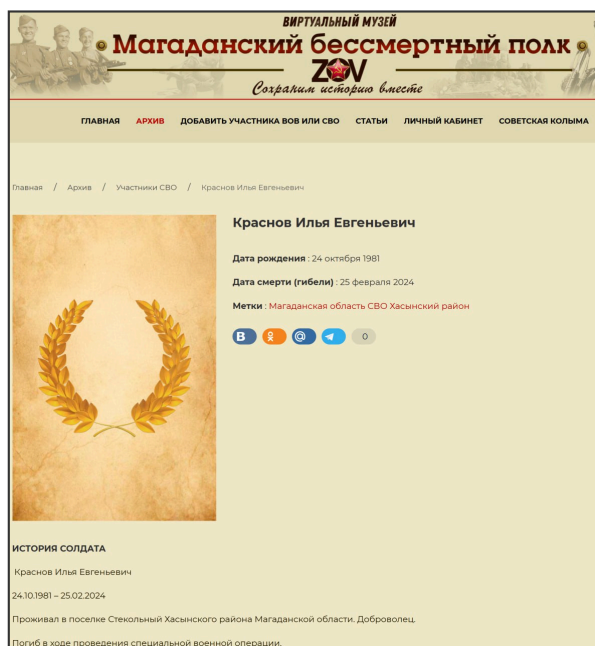 ВИРТУАЛЬНЫЙ МУЗЕЙ
Магаданский бессмертный полк
ZOV
Сохраним историю вместе
ГЛАВНАЯ АРХИВ ДОБАВИТЬ УЧАСТНИКА ВОВ ИЛИ СВО СТАТЬИ ЛИЧНЫЙ КАБИНЕТ СОВЕТСКАЯ КОЛЫМА
Главная / Архив / Участники СВО / Краснов Илья Евгеньевич
Краснов Илья Евгеньевич
Дата рождения : 24 октября 1981
Дата смерти (гибели) : 25 февраля 2024
Метки : Магаданская область СВО Хасынский район
0
ИСТОРИЯ СОЛДАТА
Краснов Илья Евгеньевич
24.10.1981 – 25.02.2024
Проживал в поселке Стекольный Хасынского района Магаданской области. Доброволец.
Погиб в ходе проведения специальной военной операции.